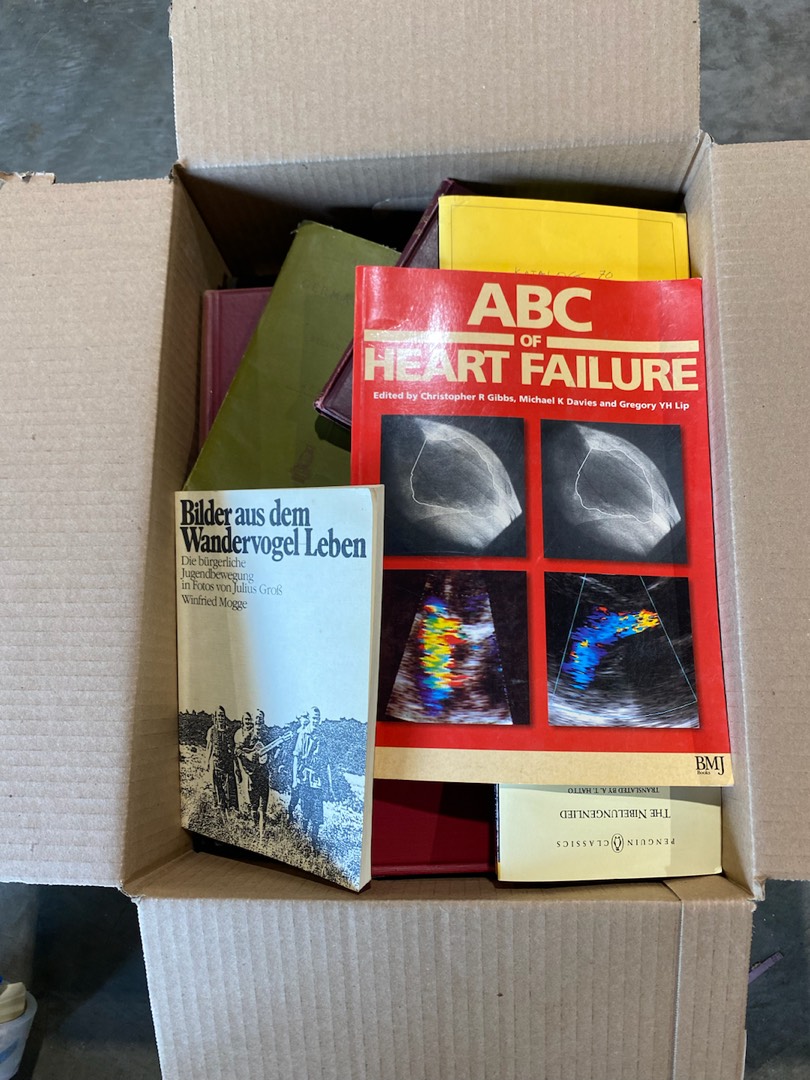 KATALOGE 70
ABC
OF
HEART FAILURE
Edited by Christopher R Gibbs, Michael K Davies and Gregory YH Lip
BMJ
Books
Bilder aus dem
Wandervogel-Leben
Die bürgerliche
Jugendbewegung
in Fotos von Julius Groß
Winfried Mogge
PENGUIN CLASSICS
THE NIBELUNGENLIED
TRANSLATED BY A. T. HATTO